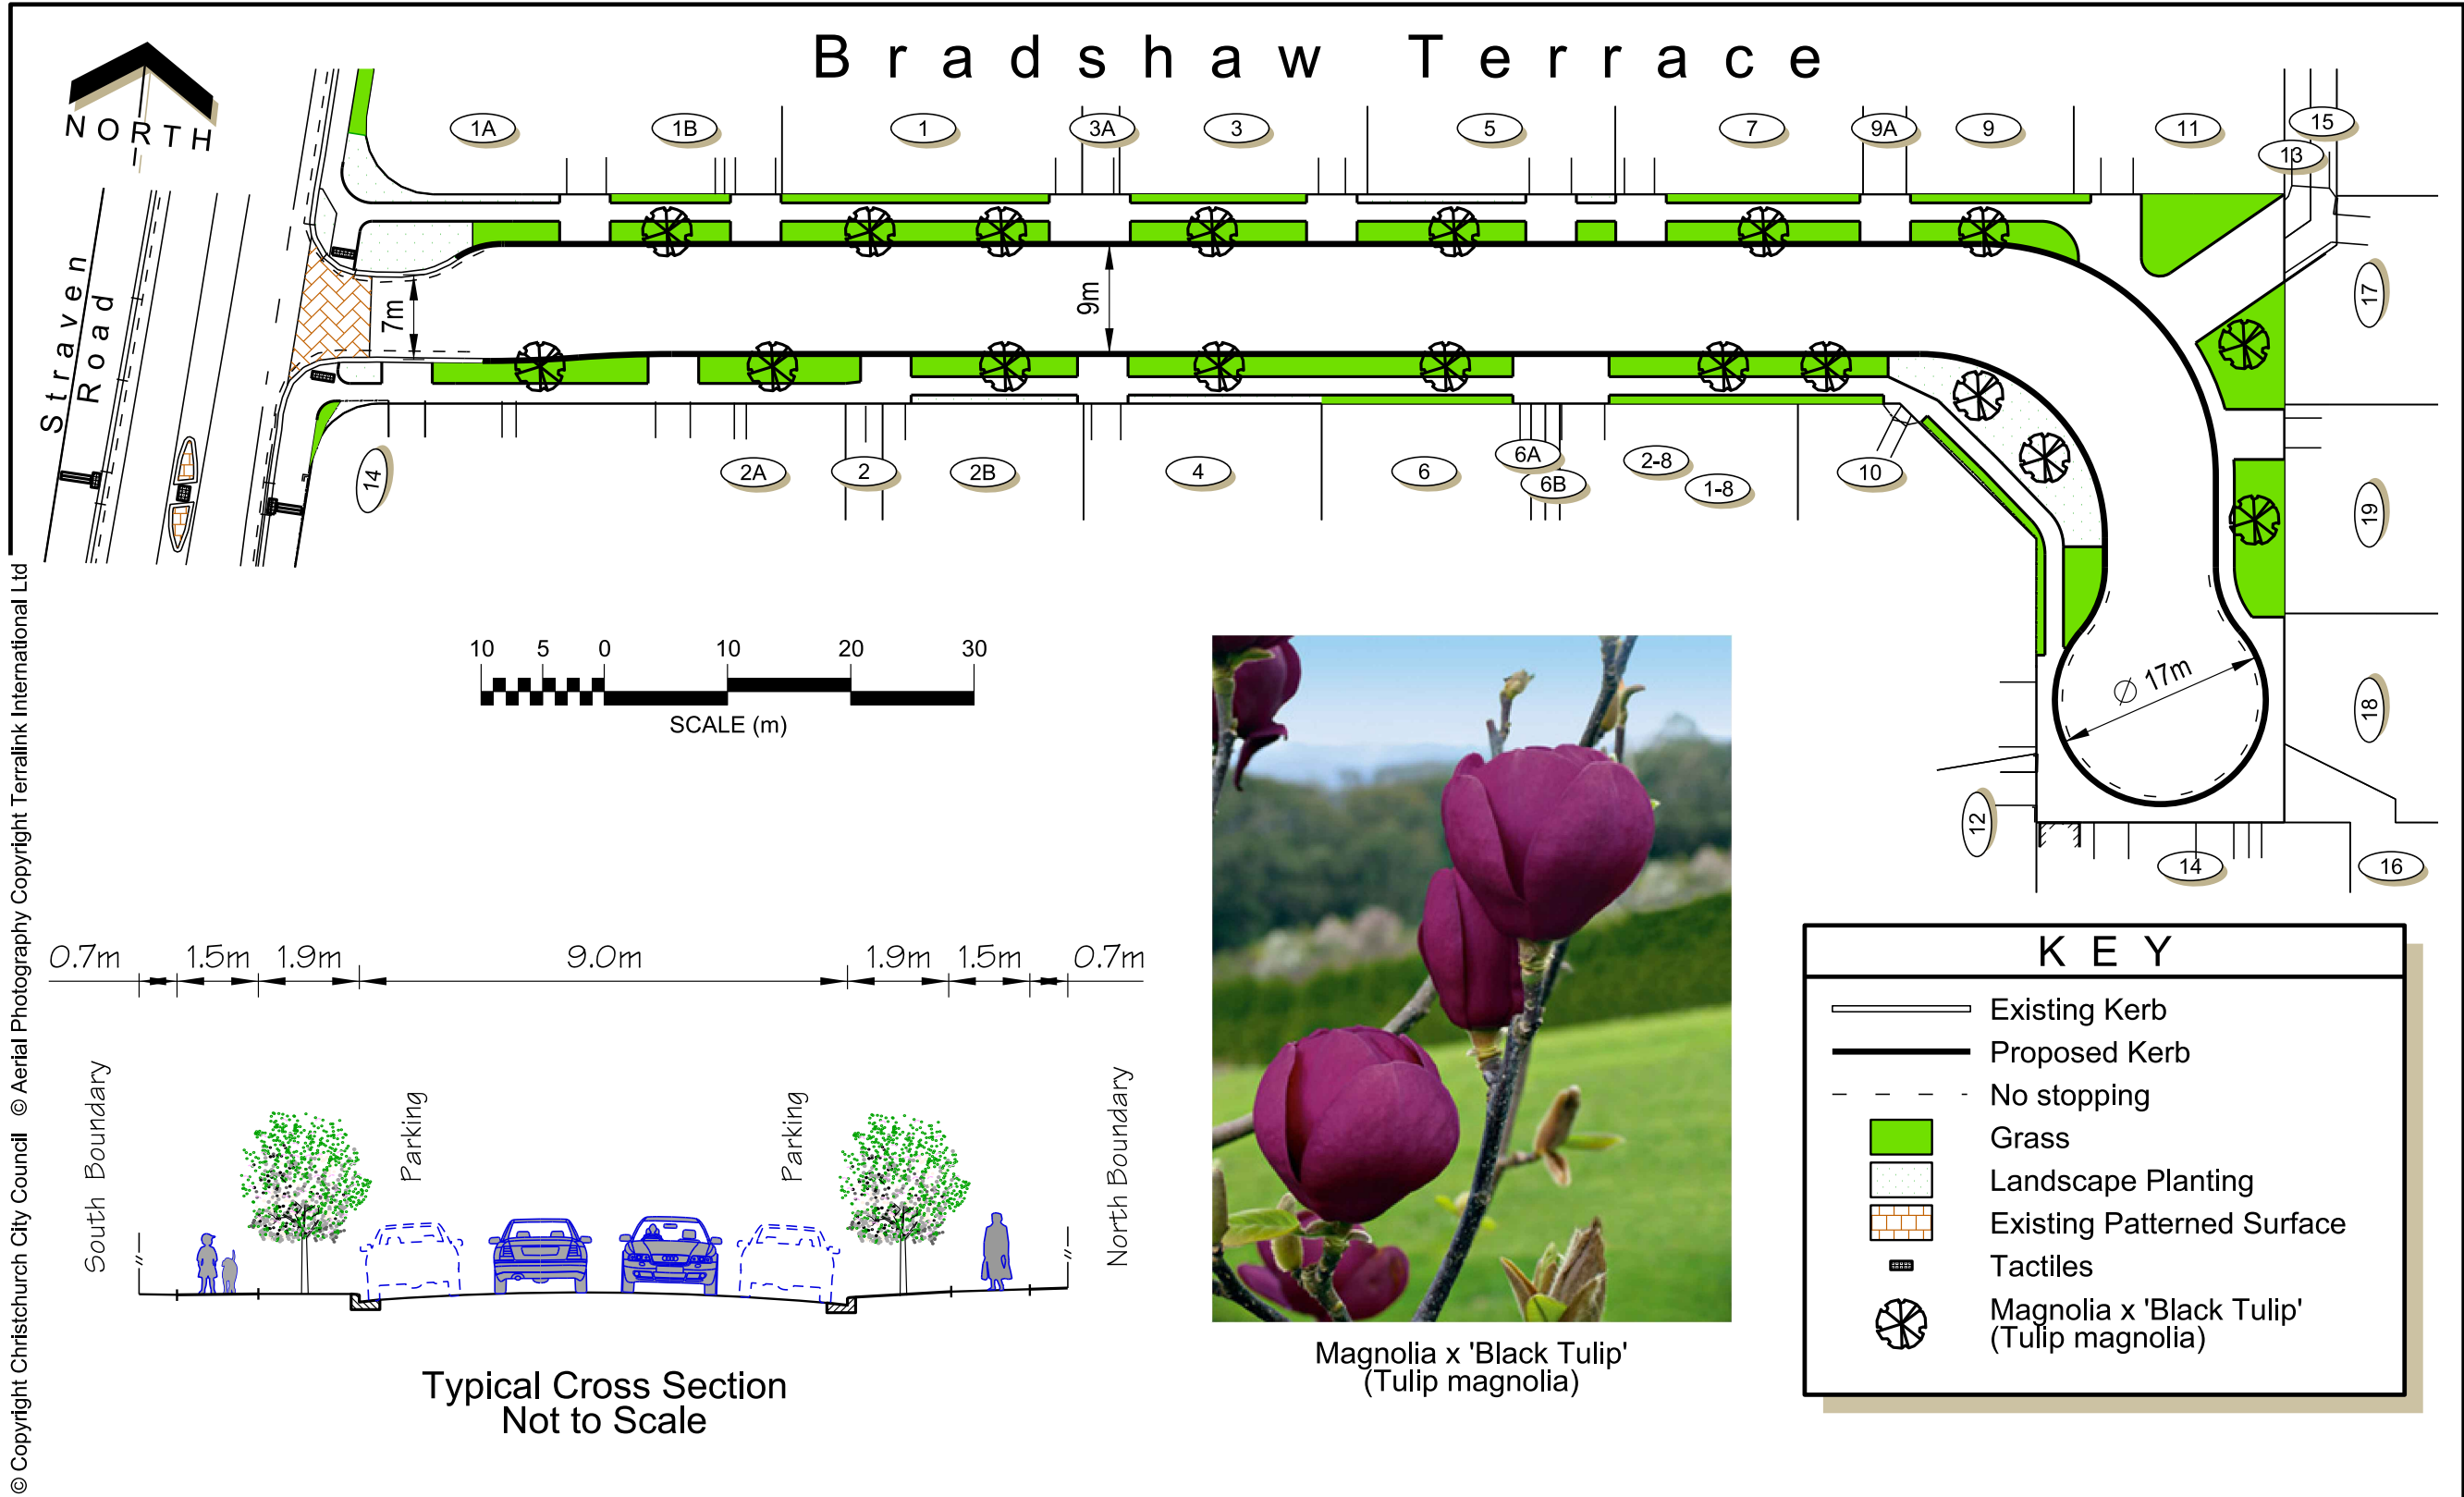 Bradshaw Terrace
NORTH
1A
1B
1
3A
3
5
7
9A
9
11
15
13
17
19
18
16
14
12
Straven
Road
7m
9m
14
2A
2
2B
4
6
6A
6B
2-8
1-8
10
Ø 17m
10 5 0 10 20 30
SCALE (m)
0.7m 1.5m 1.9m 9.0m 1.9m 1.5m 0.7m
South Boundary
Parking
Parking
North Boundary
Typical Cross Section
Not to Scale
Magnolia x 'Black Tulip'
(Tulip magnolia)
KEY
Existing Kerb
Proposed Kerb
No stopping
Grass
Landscape Planting
Existing Patterned Surface
Tactiles
Magnolia x 'Black Tulip'
(Tulip magnolia)
© Copyright Christchurch City Council © Aerial Photography Copyright Terralink International Ltd